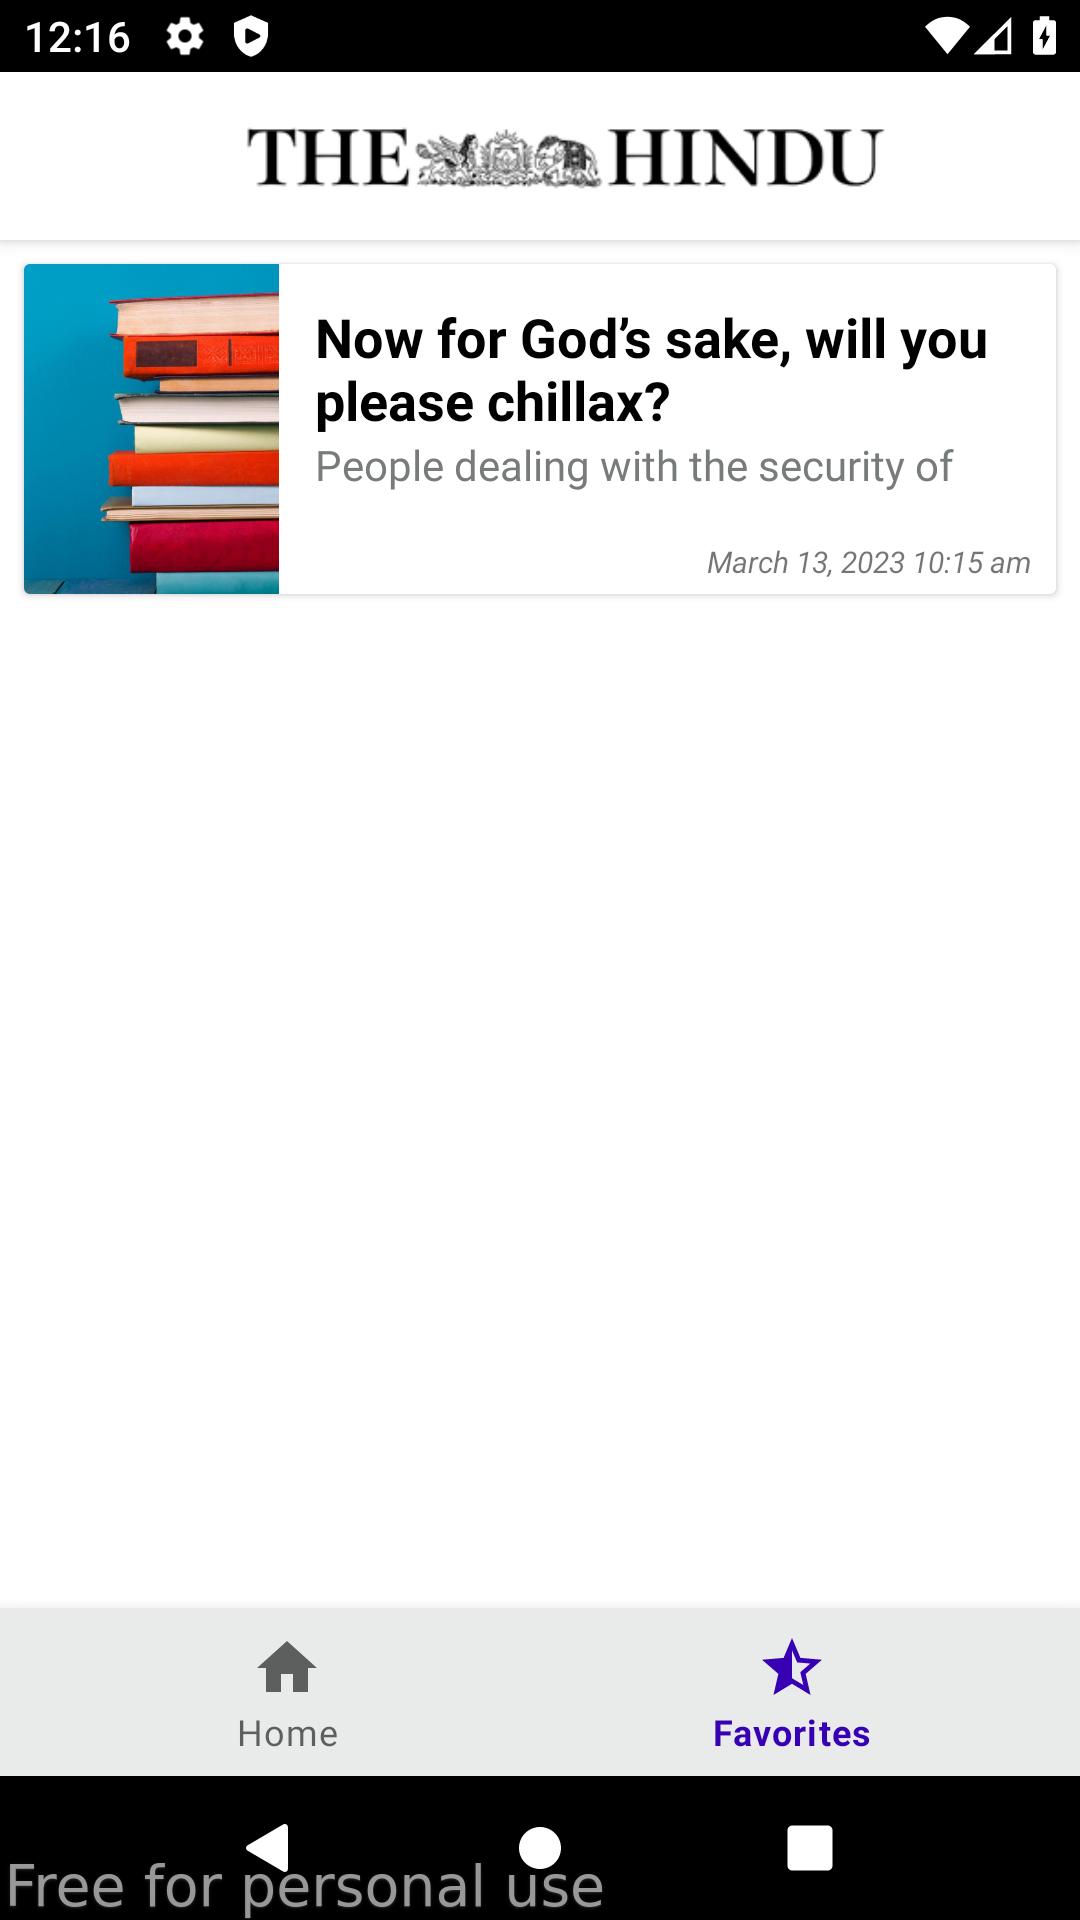 12:16
THE HINDU
Now for God’s sake, will you
please chillax?
People dealing with the security of
March 13, 2023 10:15 am
Home
Favorites
Free for personal use